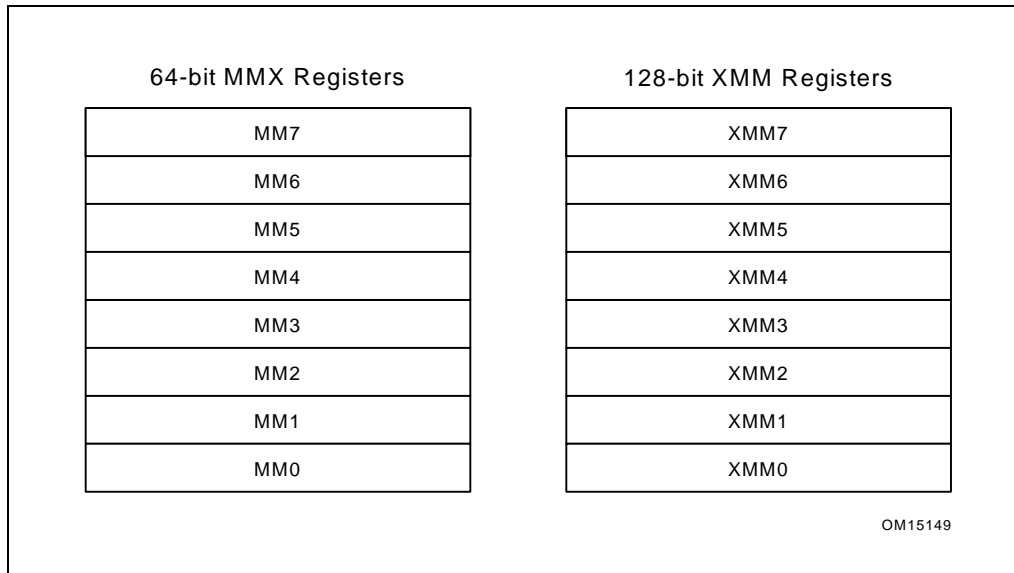 64-bit MMX Registers
MM7
MM6
MM5
MM4
MM3
MM2
MM1
MM0
128-bit XMM Registers
XMM7
XMM6
XMM5
XMM4
XMM3
XMM2
XMM1
XMM0
OM15149